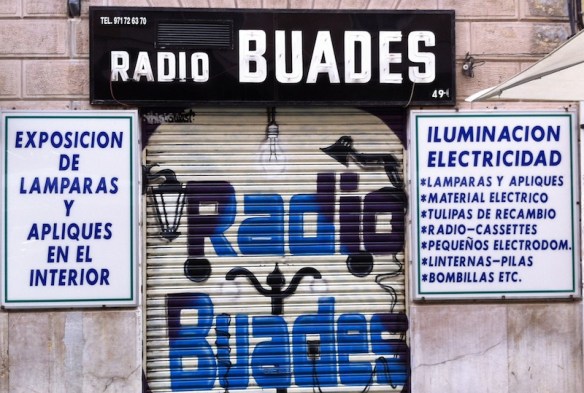 TEL. 971 72 63 70
RADIO BUADES
49-1
EXPOSICION
DE
LAMPARAS
Y
APLIQUES
EN EL
INTERIOR
Radio
Buades
ILUMINACION
ELECTRICIDAD
*LAMPARAS Y APLIQUES
*MATERIAL ELECTRICO
*TULIPAS DE RECAMBIO
*RADIO-CASSETTES
*PEQUEÑOS ELECTRODOM.
*LINTERNAS-PILAS
*BOMBILLAS ETC.